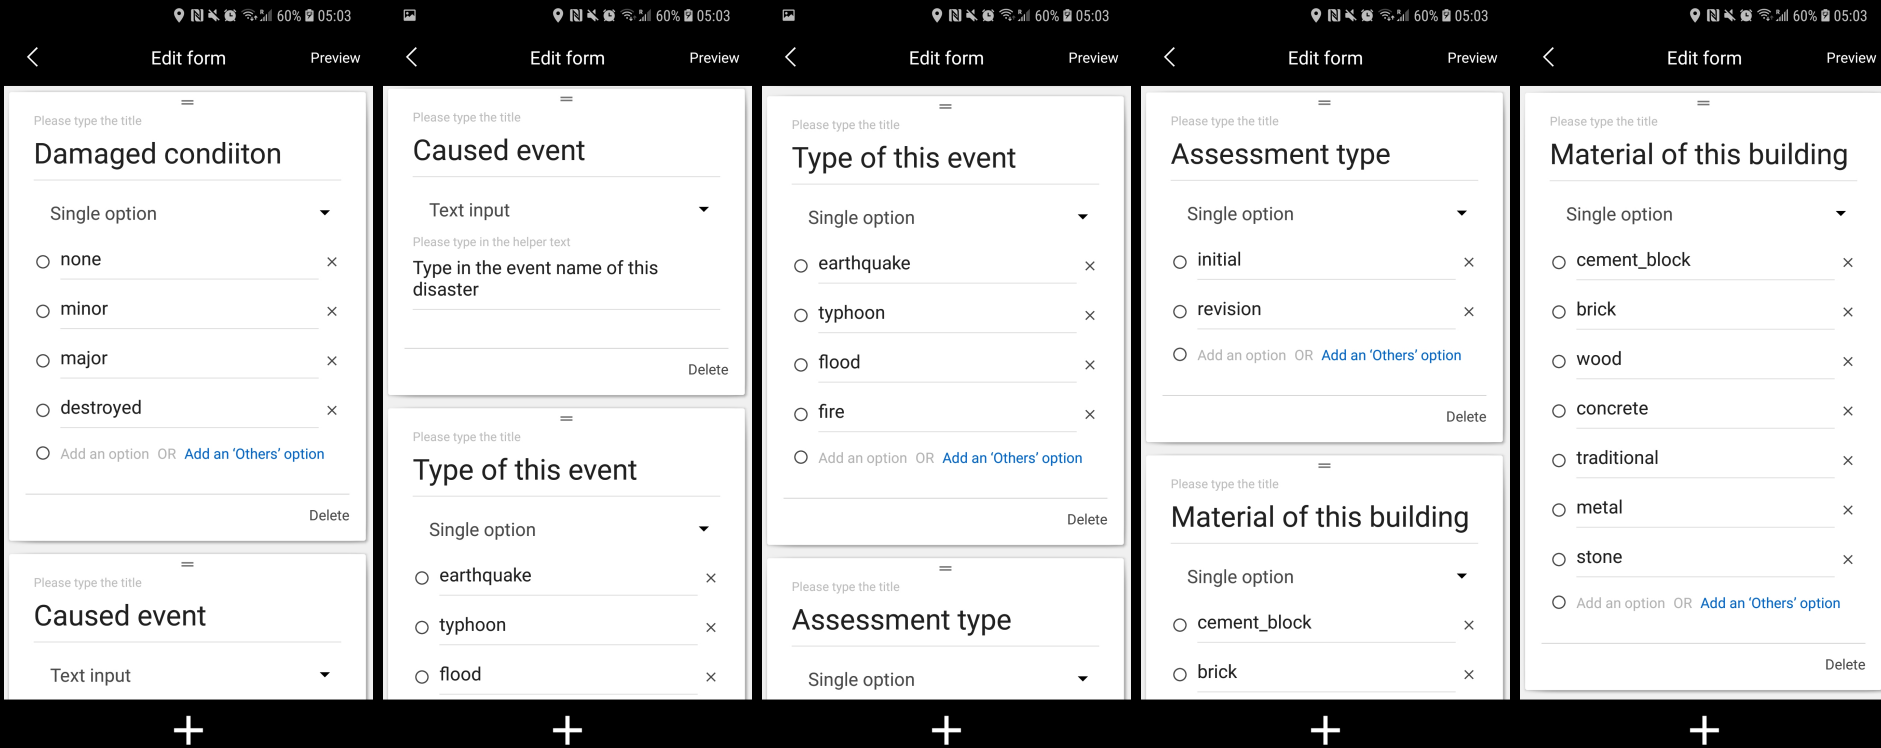 60% 05:03
Edit form Preview
Please type the title
Damaged condiiton
Single option
none
minor
major
destroyed
Add an option OR Add an ‘Others’ option
Delete
Please type the title
Caused event
Text input
60% 05:03
Edit form Preview
Please type the title
Caused event
Text input
Please type in the helper text
Type in the event name of this
disaster
Delete
Please type the title
Type of this event
Single option
earthquake
typhoon
flood
60% 05:03
Edit form Preview
Please type the title
Type of this event
Single option
earthquake
typhoon
flood
fire
Add an option OR Add an ‘Others’ option
Delete
Please type the title
Assessment type
Single option
60% 05:03
Edit form Preview
Please type the title
Assessment type
Single option
initial
revision
Add an option OR Add an ‘Others’ option
Delete
Please type the title
Material of this building
Single option
cement_block
brick
60% 05:03
Edit form Preview
Please type the title
Material of this building
Single option
cement_block
brick
wood
concrete
traditional
metal
stone
Add an option OR Add an ‘Others’ option
Delete